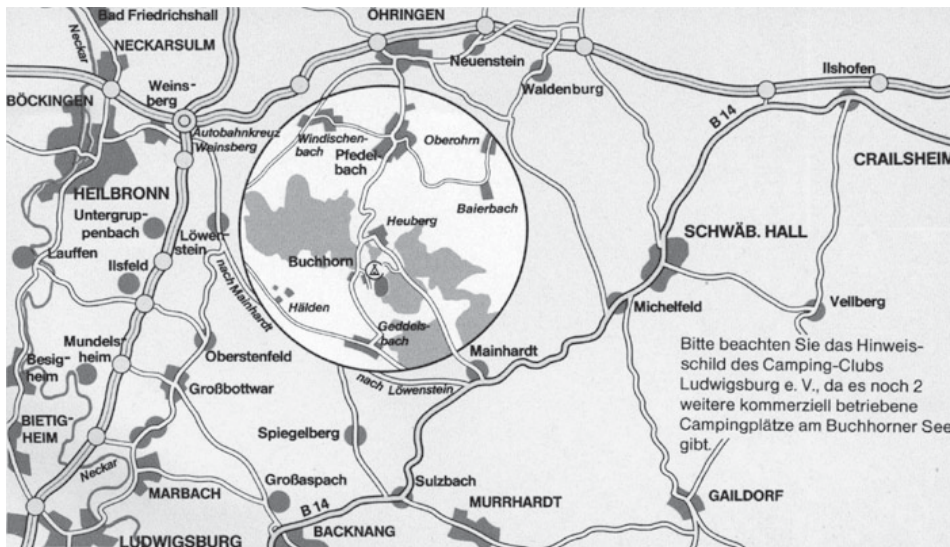 Bad Friedrichshall
Neckar
NECKARSULM
ÖHRINGEN
Neuenstein
Waldenburg
Ilshofen
BÖCKINGEN
Weins-
berg
Autobahnkreuz
Weinsberg
B 14
CRAILSHEIM
Windischen-
bach
Pfedel-
bach
Oberohrn
Baierbach
HEILBRONN
Untergrup-
penbach
Löwen-
stein
Lauffen
Ilsfeld
nach Mainhardt
Heuberg
Buchhorn
Hälden
Geddels-
bach
SCHWÄB. HALL
Michelfeld
Vellberg
Mundels-
heim
Oberstenfeld
Besig-
heim
Großbottwar
Mainhardt
nach Löwenstein
Bitte beachten Sie das Hinweis-
schild des Camping-Clubs
Ludwigsburg e. V., da es noch 2
weitere kommerziell betriebene
Campingplätze am Buchhorner See
gibt.
BIETIG-
HEIM
Spiegelberg
Neckar
MARBACH
Großaspach
Sulzbach
MURRHARDT
GAILDORF
B 14
LUDWIGSBURG
BACKNANG